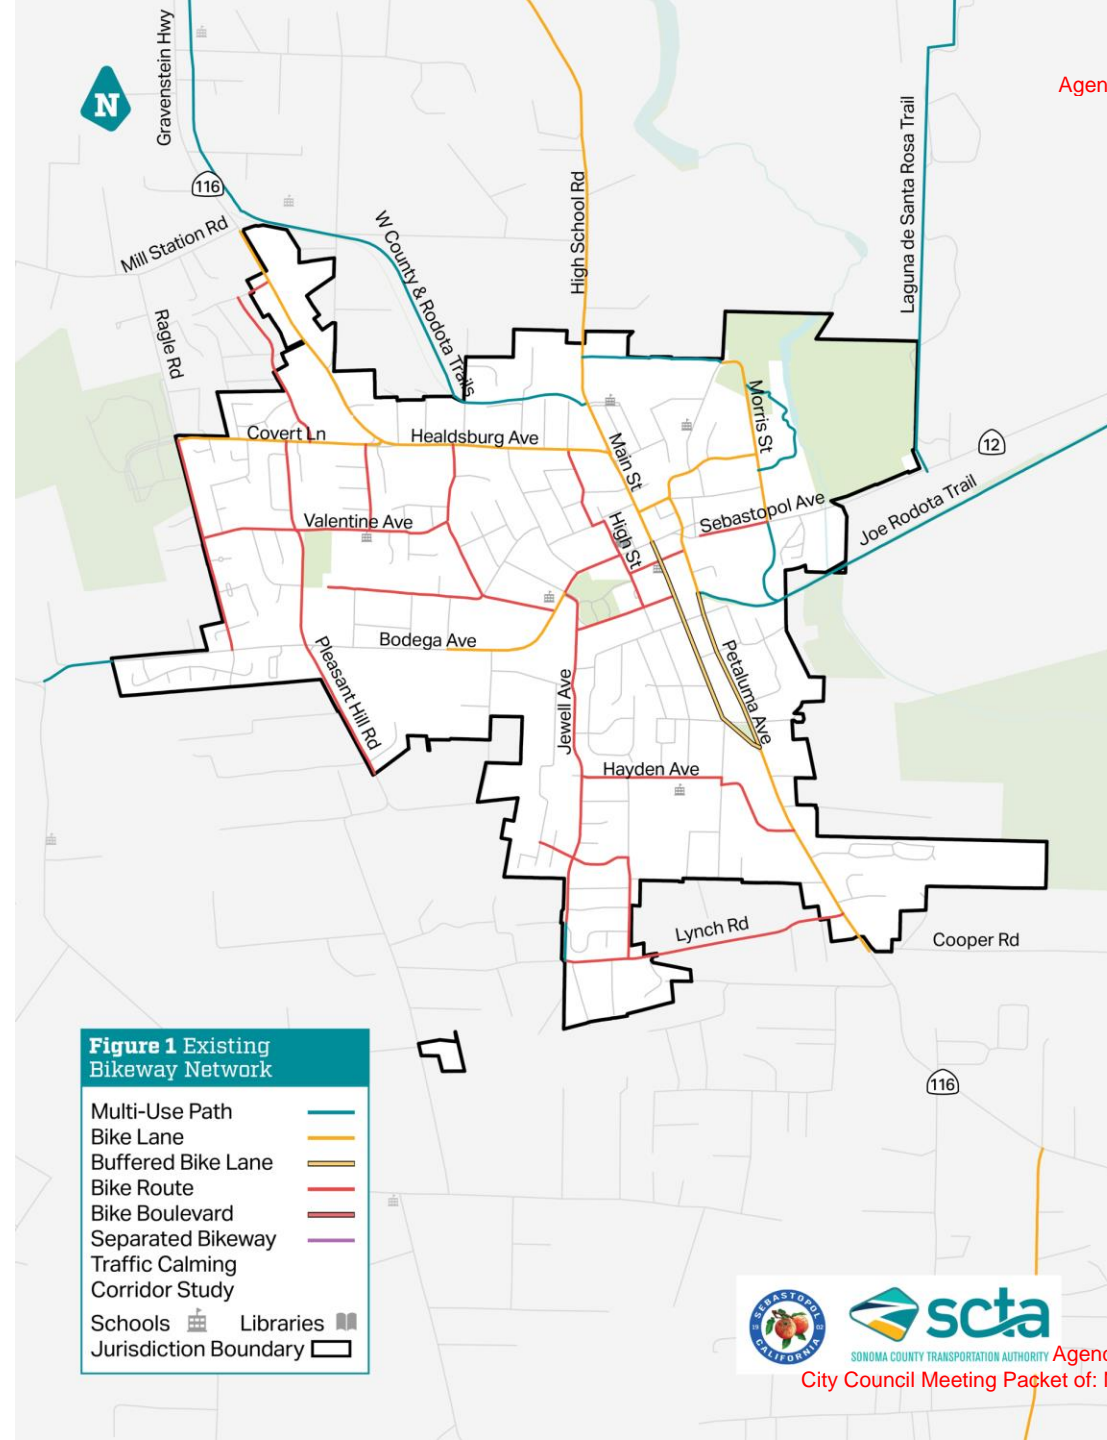 Agen
Gravenstein Hwy
N
116
Mill Station Rd
W County & Rodota Trails
High School Rd
Laguna de Santa Rosa Trail
Ragle Rd
Morris St
Covert Ln
Healdsburg Ave
Main St
12
Valentine Ave
High St
Sebastopol Ave
Joe Rodota Trail
Bodega Ave
Pleasant Hill Rd
Jewell Ave
Petaluma Ave
Hayden Ave
Lynch Rd
Cooper Rd
116
Figure 1 Existing
Bikeway Network
Multi-Use Path
Bike Lane
Buffered Bike Lane
Bike Route
Bike Boulevard
Separated Bikeway
Traffic Calming
Corridor Study
Schools Libraries
Jurisdiction Boundary
SEBASTOPOL
19 02
CALIFORNIA
scta
SONOMA COUNTY TRANSPORTATION AUTHORITY
Agend
City Council Meeting Packet of: